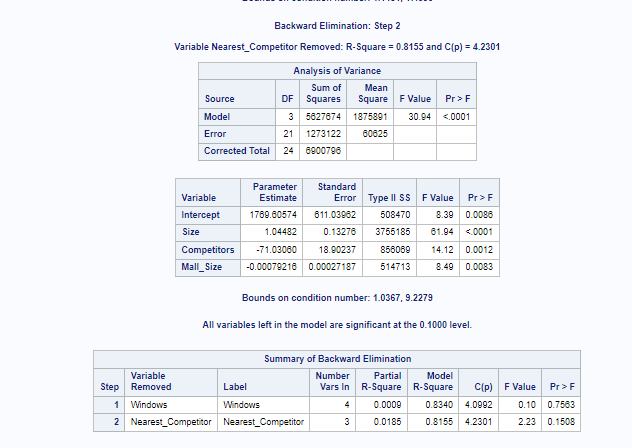 Backward Elimination: Step 2
Variable Nearest_Competitor Removed: R-Square = 0.8155 and C(p) = 4.2301
Analysis of Variance
Source DF Sum of Squares Mean Square F Value Pr > F
Model 3 5627674 1875891 30.94 <.0001
Error 21 1273122 60625
Corrected Total 24 6900796
Variable Parameter Estimate Standard Error Type II SS F Value Pr > F
Intercept 1769.60574 611.03962 508470 8.39 0.0086
Size 1.04482 0.13276 3755185 61.94 <.0001
Competitors -71.03060 18.90237 856069 14.12 0.0012
Mall_Size -0.00079216 0.00027187 514713 8.49 0.0083
Bounds on condition number: 1.0367, 9.2279
All variables left in the model are significant at the 0.1000 level.
Summary of Backward Elimination
Step Variable Removed Label Number Vars In Partial R-Square Model R-Square C(p) F Value Pr > F
1 Windows Windows 4 0.0009 0.8340 4.0992 0.10 0.7563
2 Nearest_Competitor Nearest_Competitor 3 0.0185 0.8155 4.2301 2.23 0.1508